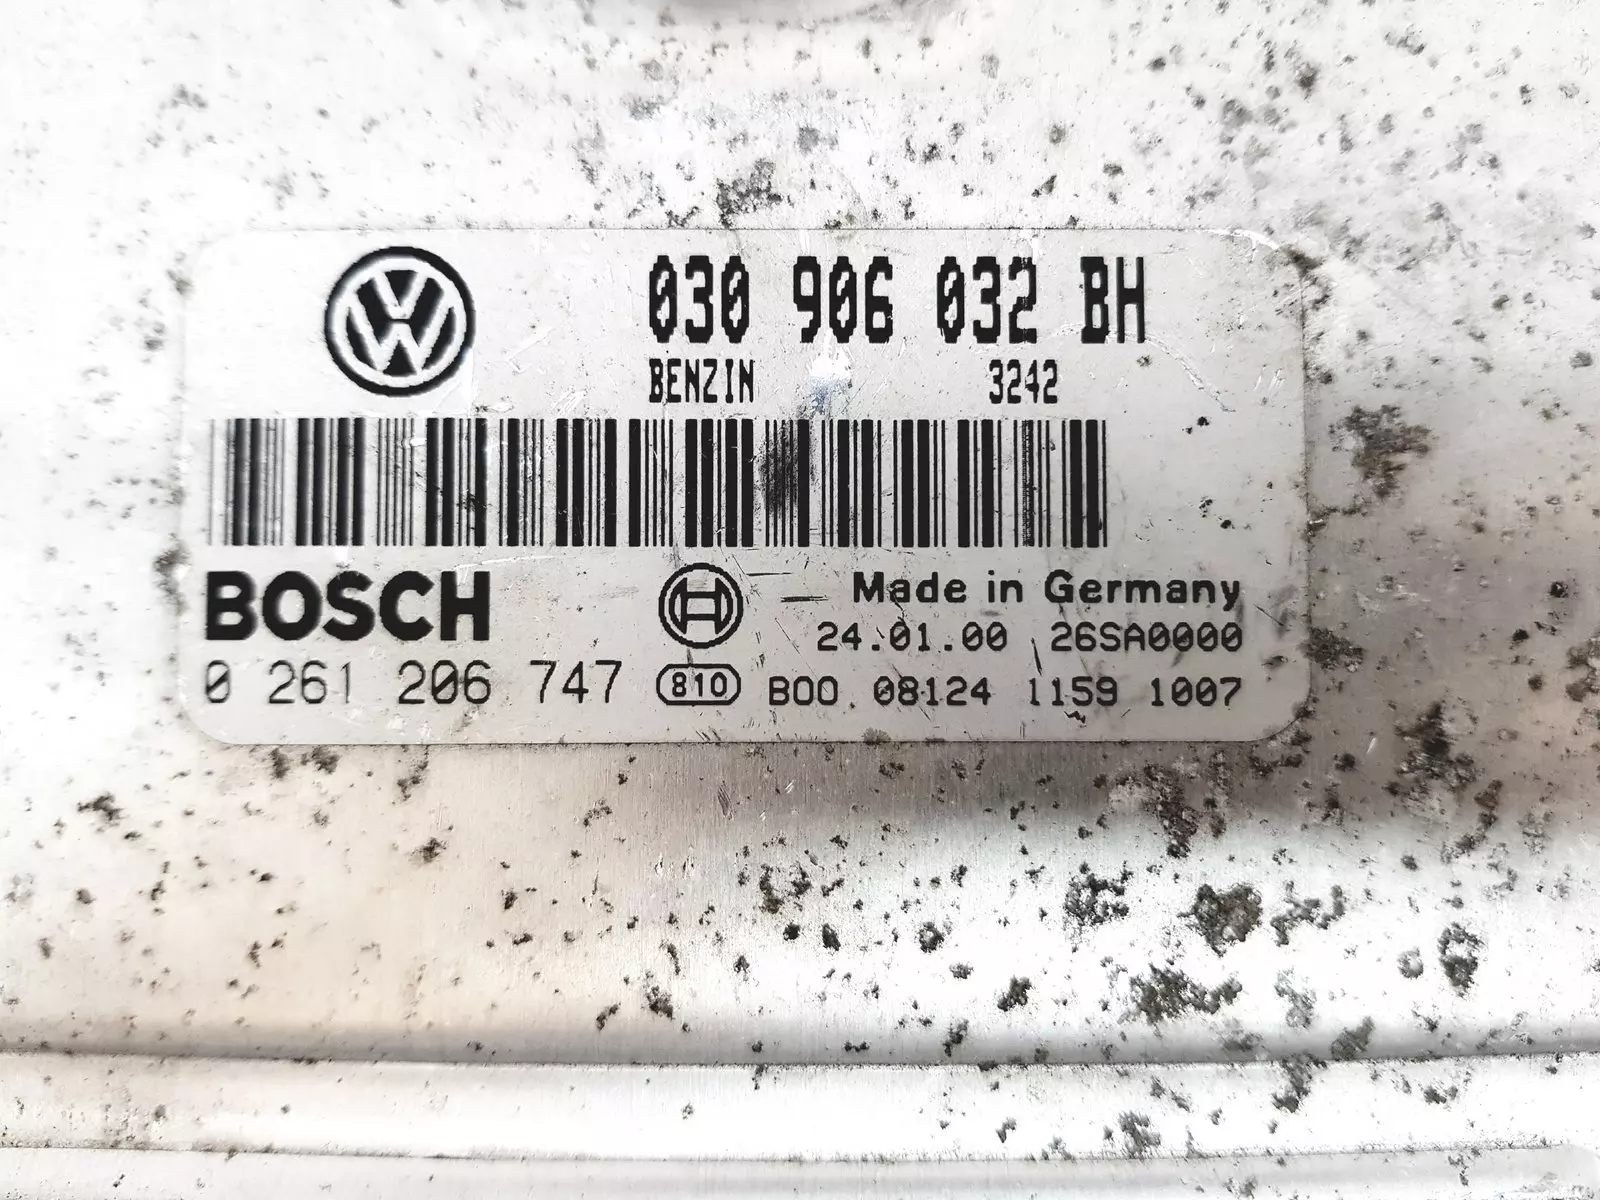 030 906 032 BH
BENZIN 3242
BOSCH
Made in Germany
24.01.00 26SA0000
0 261 206 747 810 B00.08124 1159 1007